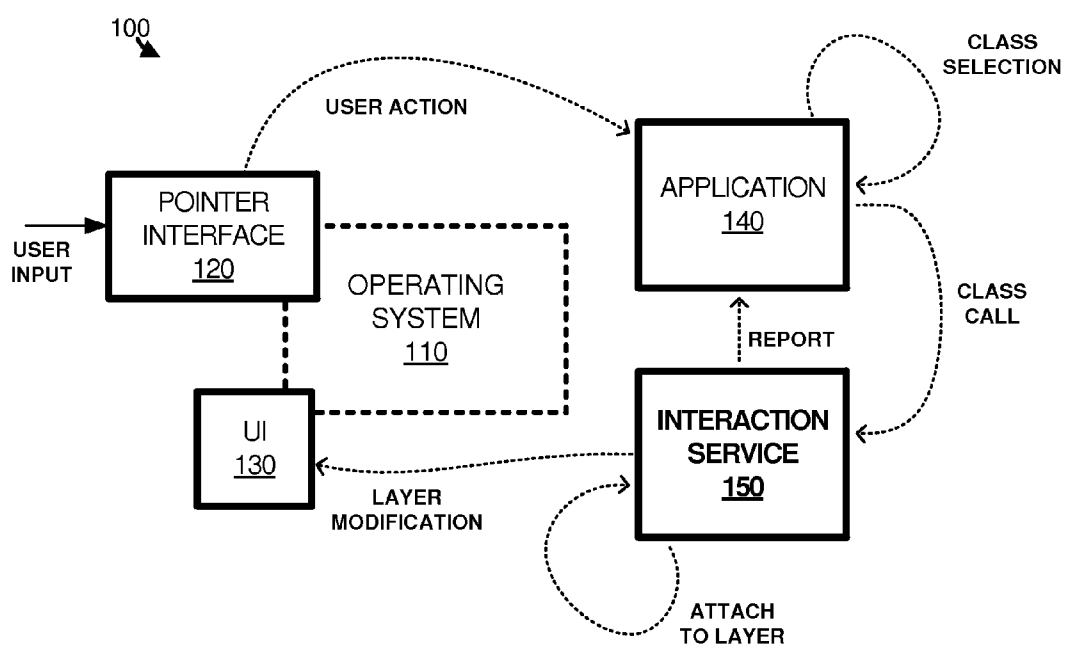 100
CLASS
SELECTION
USER ACTION
APPLICATION
140
POINTER
INTERFACE
120
USER
INPUT
OPERATING
SYSTEM
110
CLASS
CALL
REPORT
INTERACTION
SERVICE
150
UI
130
LAYER
MODIFICATION
ATTACH
TO LAYER